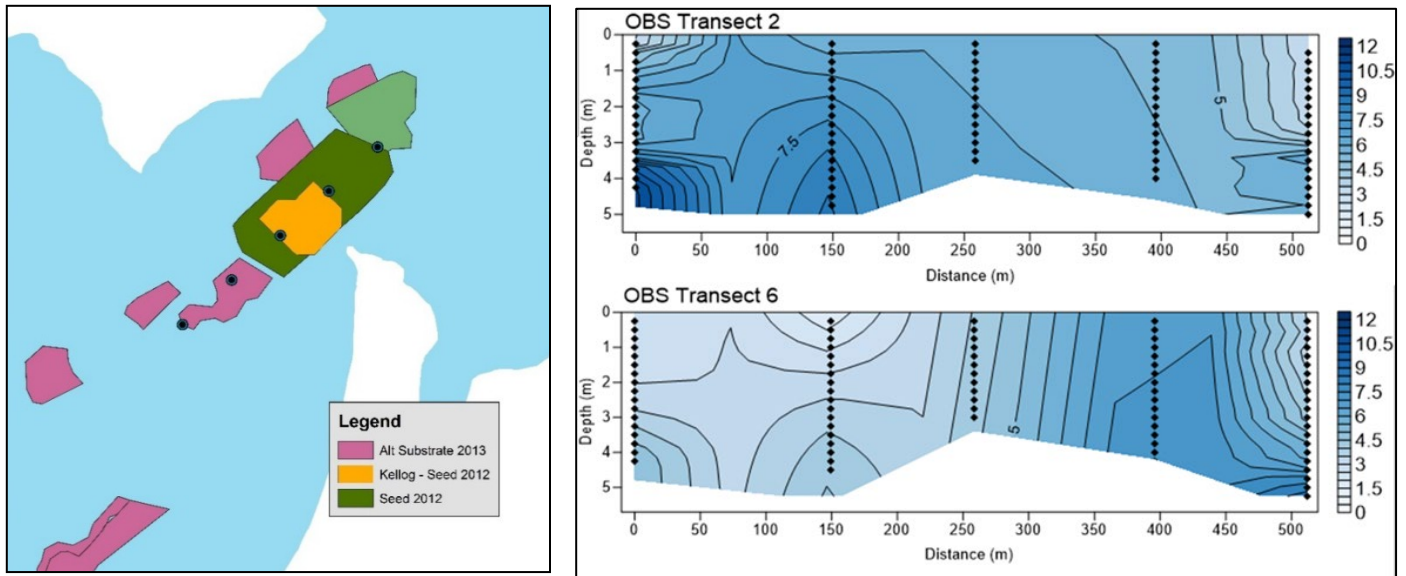 Legend
Alt Substrate 2013
Kellog - Seed 2012
Seed 2012
OBS Transect 2
0
1
2
3
4
5
Depth (m)
7.5
5
0 50 100 150 200 250 300 350 400 450 500
Distance (m)
12
10.5
9
7.5
6
4.5
3
1.5
0
OBS Transect 6
0
1
2
3
4
5
Depth (m)
5
0 50 100 150 200 250 300 350 400 450 500
Distance (m)
12
10.5
9
7.5
6
4.5
3
1.5
0